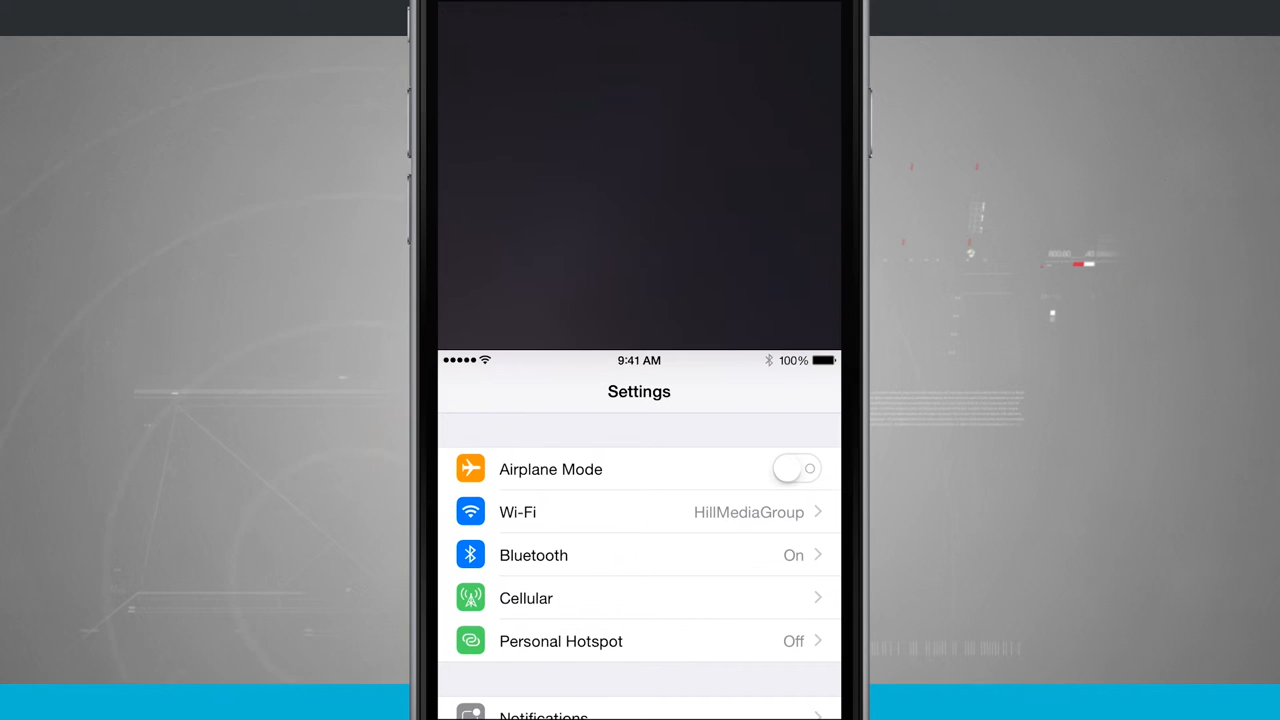 9:41 AM 100%
Settings
Airplane Mode
Wi-Fi HillMediaGroup
Bluetooth On
Cellular
Personal Hotspot Off
Notifications